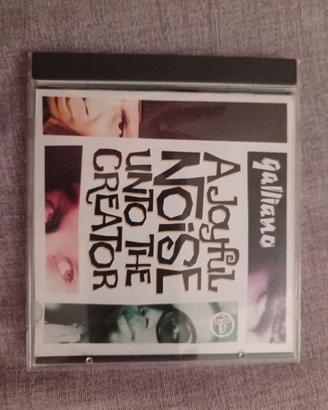 galliano
A Joyful
NOiSE
UNTO THE
CREATOR